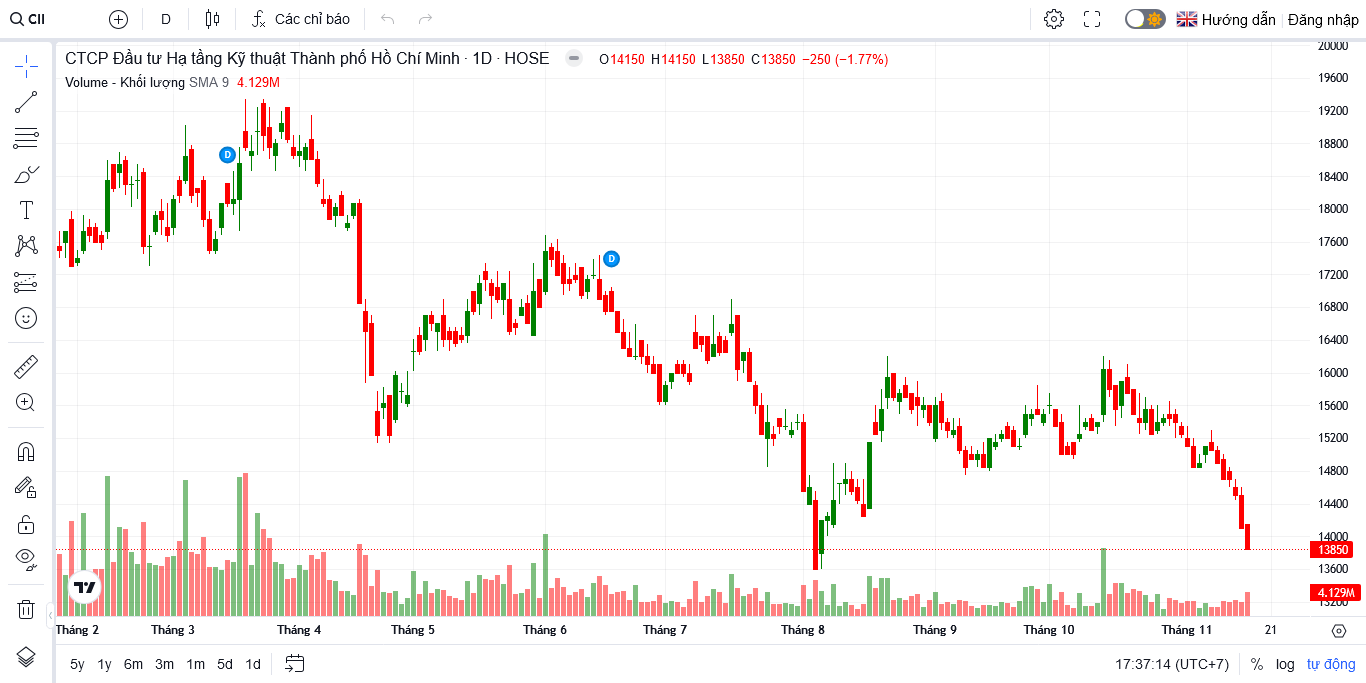 CII D Các chỉ báo Hướng dẫn Đăng nhập
CTCP Đầu tư Hạ tầng Kỹ thuật Thành phố Hồ Chí Minh · 1D · HOSE O14150 H14150 L13850 C13850 −250 (−1.77%)
Volume - Khối lượng SMA 9 4.129M
D
D
20000
19600
19200
18800
18400
18000
17600
17200
16800
16400
16000
15600
15200
14800
14400
14000
13850
13600
4.129M
13200
Tháng 2 Tháng 3 Tháng 4 Tháng 5 Tháng 6 Tháng 7 Tháng 8 Tháng 9 Tháng 10 Tháng 11 21
5y 1y 6m 3m 1m 5d 1d 17:37:14 (UTC+7) % log tự động